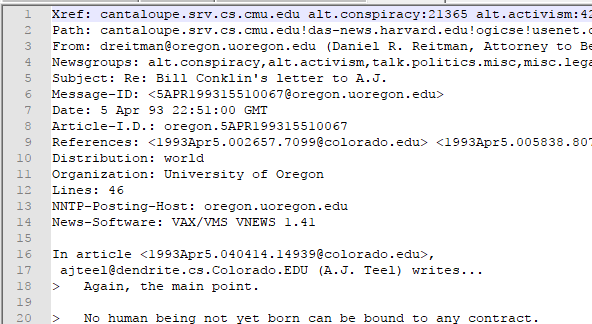 1 Xref: cantaloupe.srv.cs.cmu.edu alt.conspiracy:21365 alt.activism:42
2 Path: cantaloupe.srv.cs.cmu.edu!das-news.harvard.edu!ogicse!usenet.c
3 From: dreitman@oregon.uoregon.edu (Daniel R. Reitman, Attorney to Be
4 Newsgroups: alt.conspiracy,alt.activism,talk.politics.misc,misc.lega
5 Subject: Re: Bill Conklin's letter to A.J.
6 Message-ID: <5APR199315510067@oregon.uoregon.edu>
7 Date: 5 Apr 93 22:51:00 GMT
8 Article-I.D.: oregon.5APR199315510067
9 References: <1993Apr5.002657.7099@colorado.edu> <1993Apr5.005838.807
10 Distribution: world
11 Organization: University of Oregon
12 Lines: 46
13 NNTP-Posting-Host: oregon.uoregon.edu
14 News-Software: VAX/VMS VNEWS 1.41
15
16 In article <1993Apr5.040414.14939@colorado.edu>,
17 ajteel@dendrite.cs.Colorado.EDU (A.J. Teel) writes...
18 > Again, the main point.
19
20 > No human being not yet born can be bound to any contract.